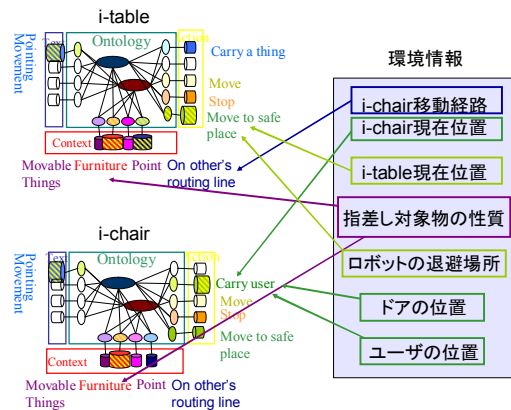 i-table
Ontology
Pointing
Movement
Carry a thing
Move
Stop
Move to safe
place
Context
Movable Furniture Point On other's
Things
routing line
i-chair
Ontology
Pointing
Movement
Carry user
Move
Stop
Move to safe
place
Context
Movable Furniture Point On other's
Things
routing line
環境情報
i-chair移動経路
i-chair現在位置
i-table現在位置
指差し対象物の性質
ロボットの退避場所
ドアの位置
ユーザの位置